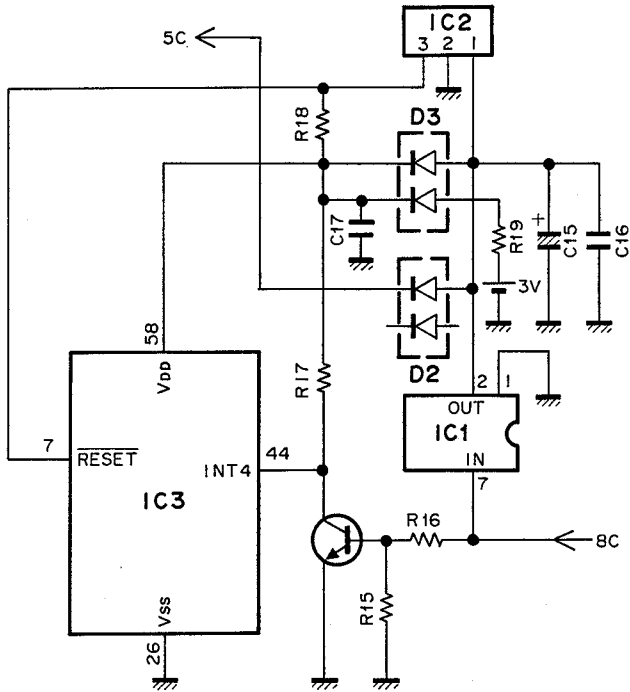 5C
IC2
3 2 1
R18
D3
C17
R19
+
C15
C16
3V
58
VDD
R17
D2
2 1
OUT
IC1
IN
7
7
RESET
INT4
44
IC3
R16
8C
R15
VSS
26